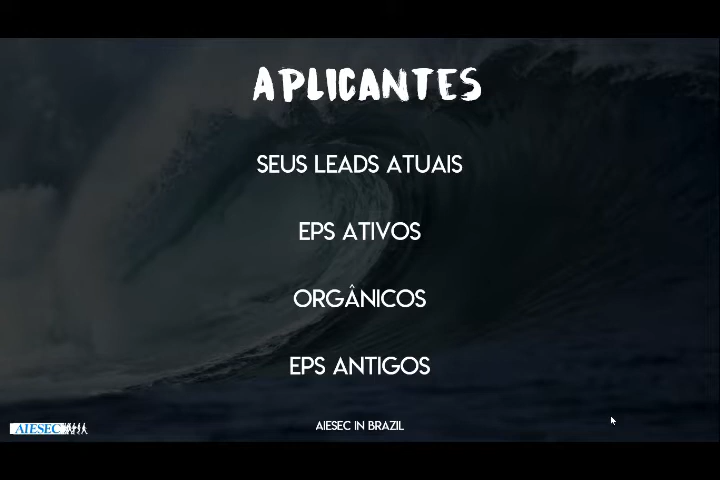 APLICANTES
SEUS LEADS ATUAIS
EPS ATIVOS
ORGÂNICOS
EPS ANTIGOS
AIESEC
AIESEC IN BRAZIL